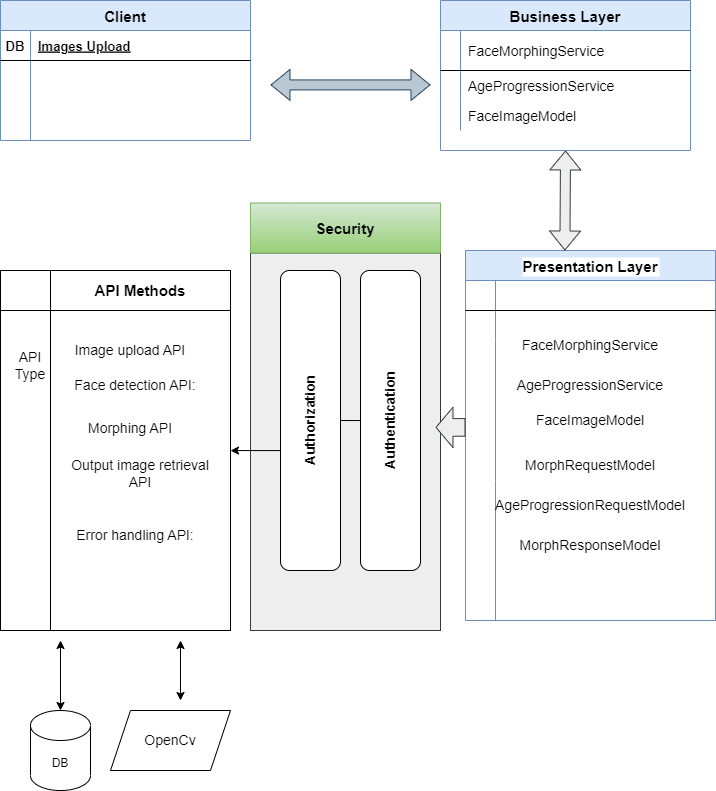 Client
DB
Images Upload
Business Layer
FaceMorphingService
AgeProgressionService
FaceImageModel
Security
Authorization
Authentication
Presentation Layer
FaceMorphingService
AgeProgressionService
FaceImageModel
MorphRequestModel
AgeProgressionRequestModel
MorphResponseModel
API Methods
API
Type
Image upload API
Face detection API:
Morphing API
Output image retrieval
API
Error handling API:
DB
OpenCv